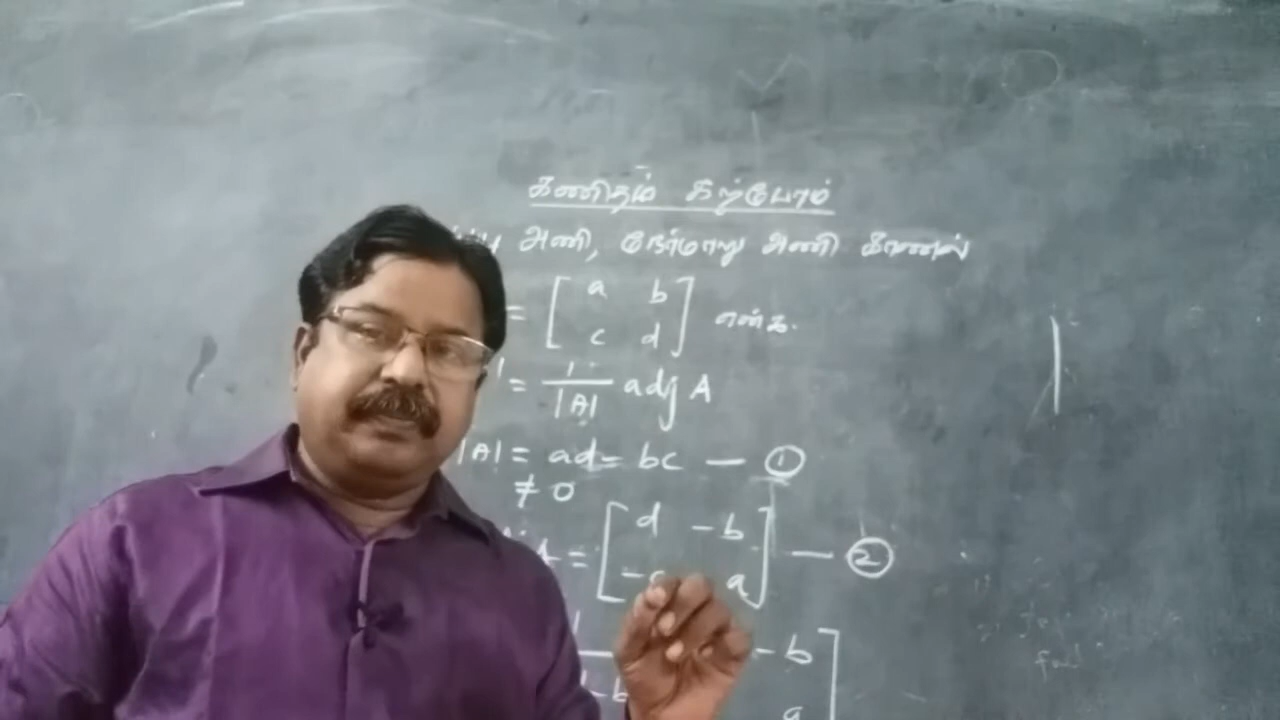 கணிதம் கற்போம்
அணி, நேர்மாறு அணி காணல்
= [ a b
c d ] என்க.
= 1/|A| adj A
|A| = ad - bc — ①
≠ 0
A = [ d -b
-c a ] — ②
-b
a ]